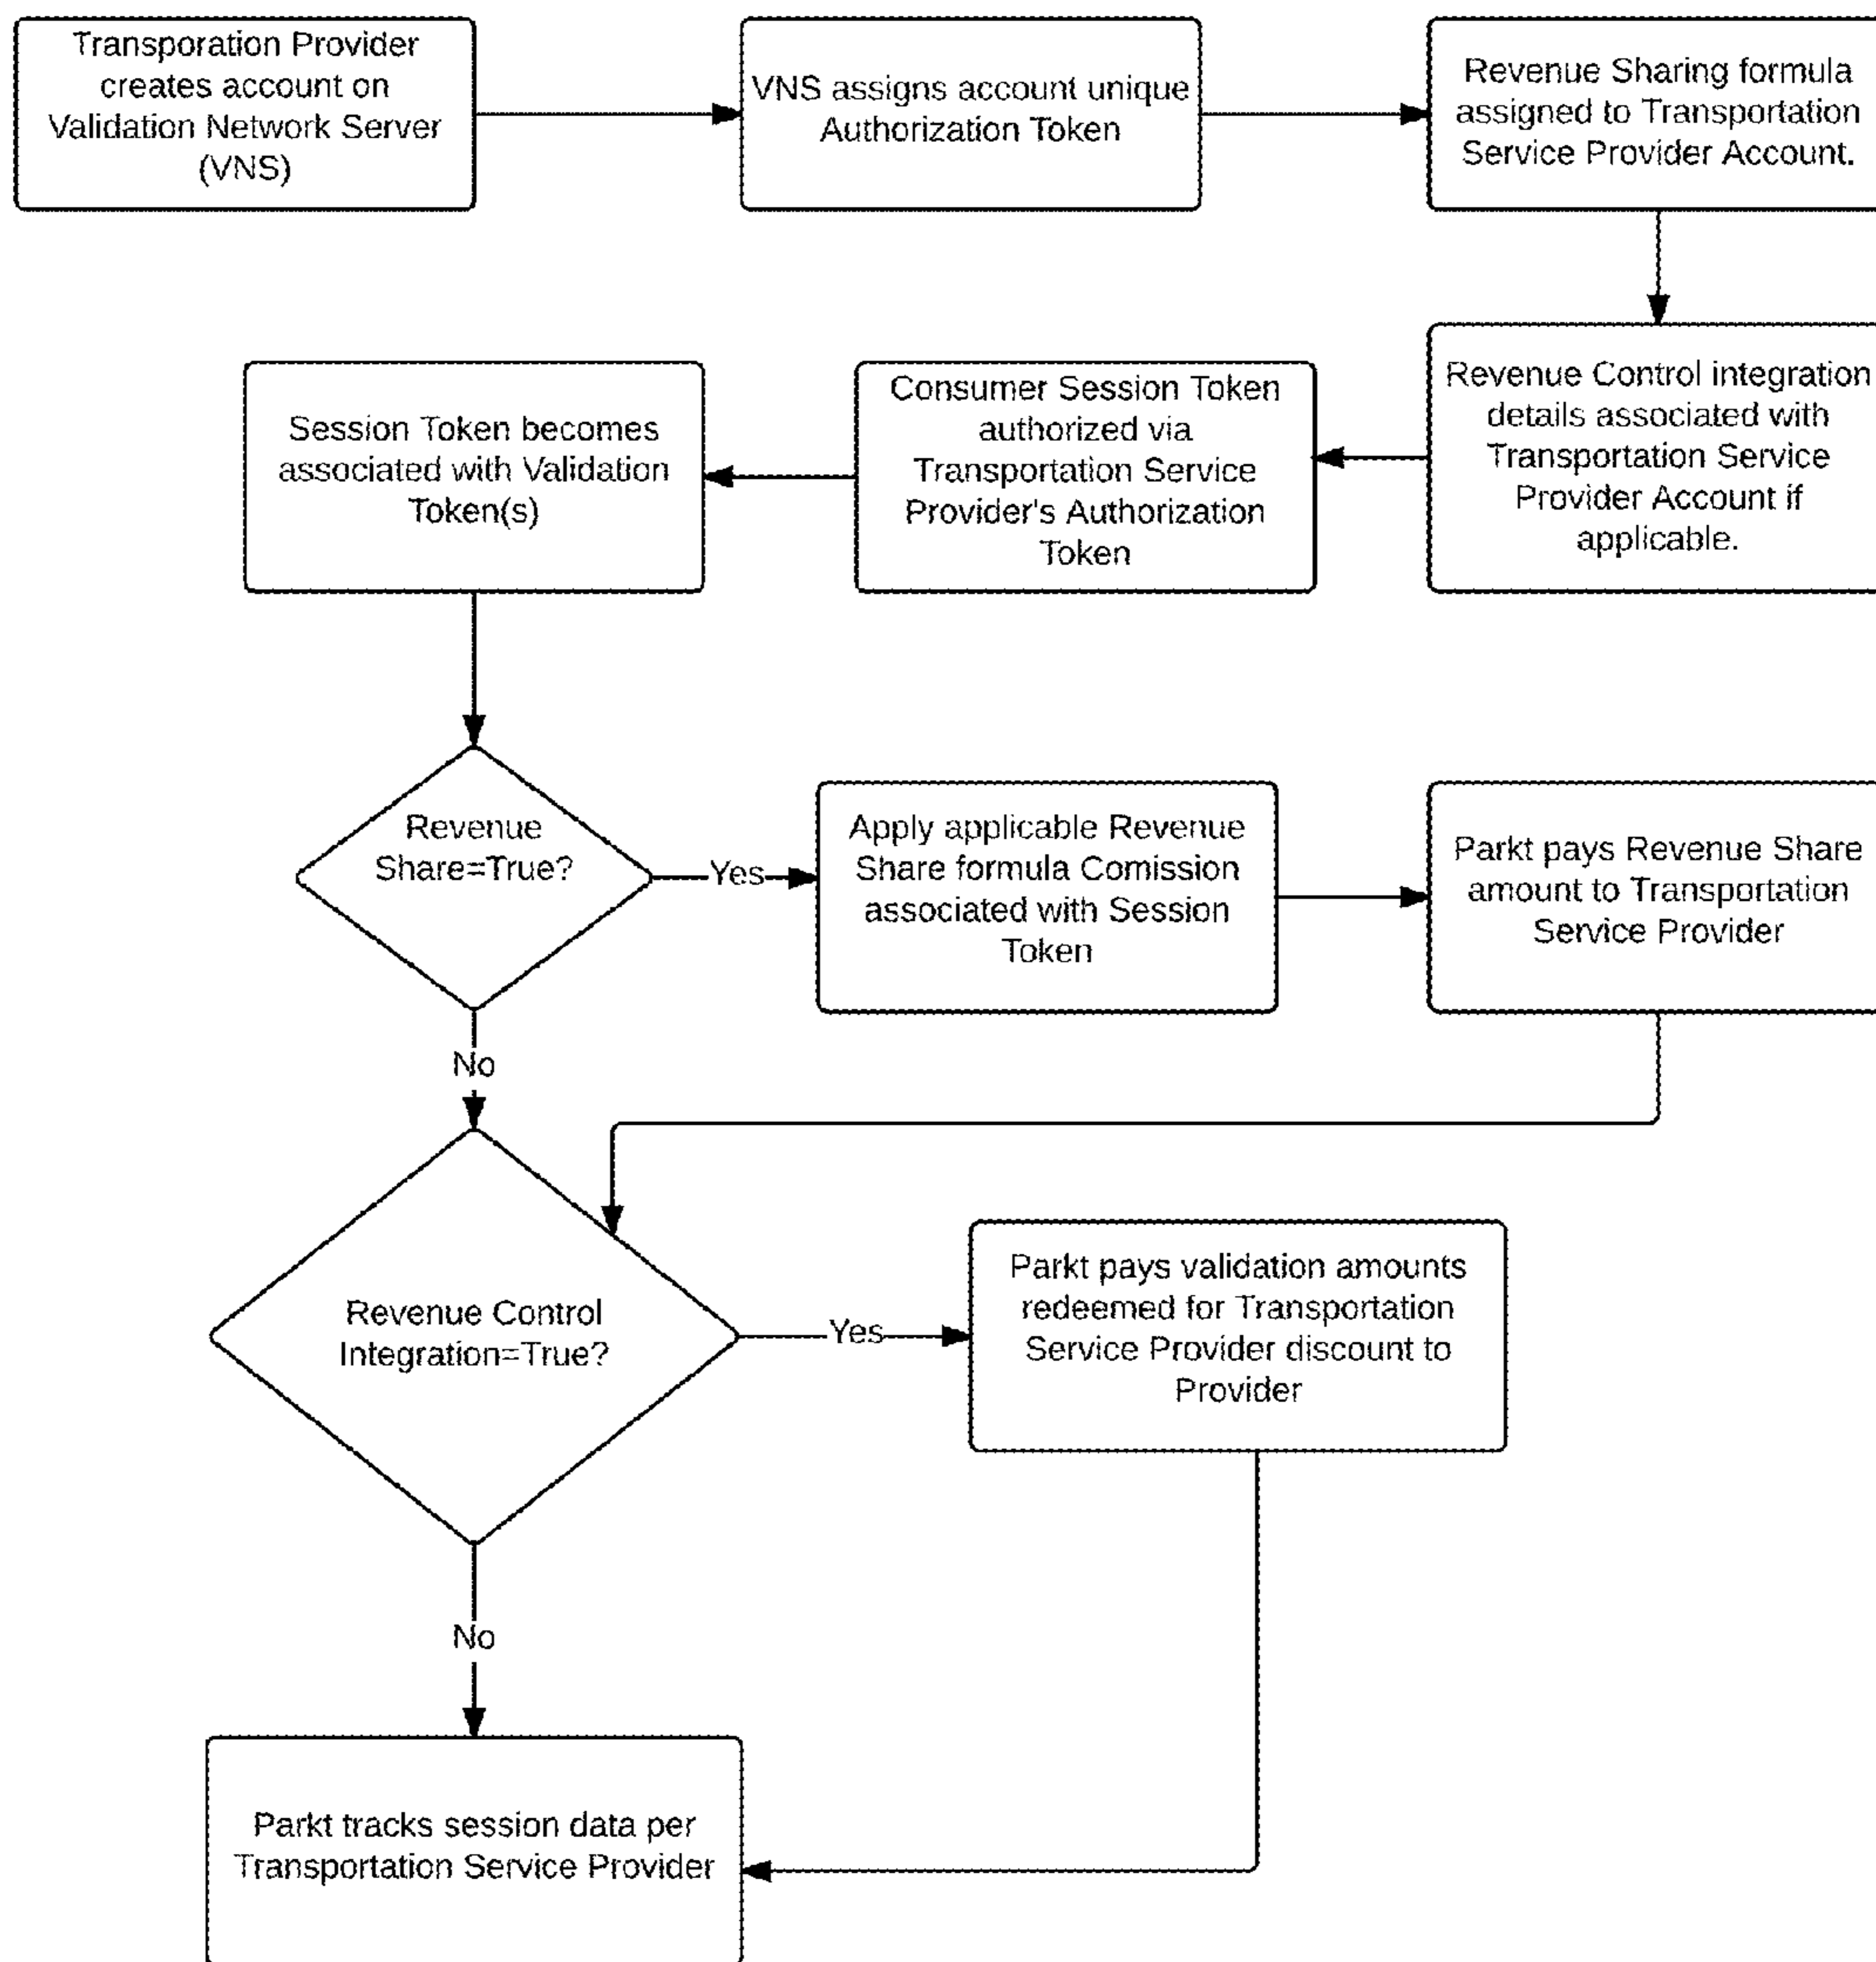 Transporation Provider
creates account on
Validation Network Server
(VNS)
VNS assigns account unique
Authorization Token
Revenue Sharing formula
assigned to Transportation
Service Provider Account.
Revenue Control integration
details associated with
Transportation Service
Provider Account if
applicable.
Consumer Session Token
authorized via
Transportation Service
Provider's Authorization
Token
Session Token becomes
associated with Validation
Token(s)
Revenue
Share=True?
Yes
Apply applicable Revenue
Share formula Comission
associated with Session
Token
Parkt pays Revenue Share
amount to Transportation
Service Provider
No
Revenue Control
Integration=True?
Yes
Parkt pays validation amounts
redeemed for Transportation
Service Provider discount to
Provider
No
Parkt tracks session data per
Transportation Service Provider